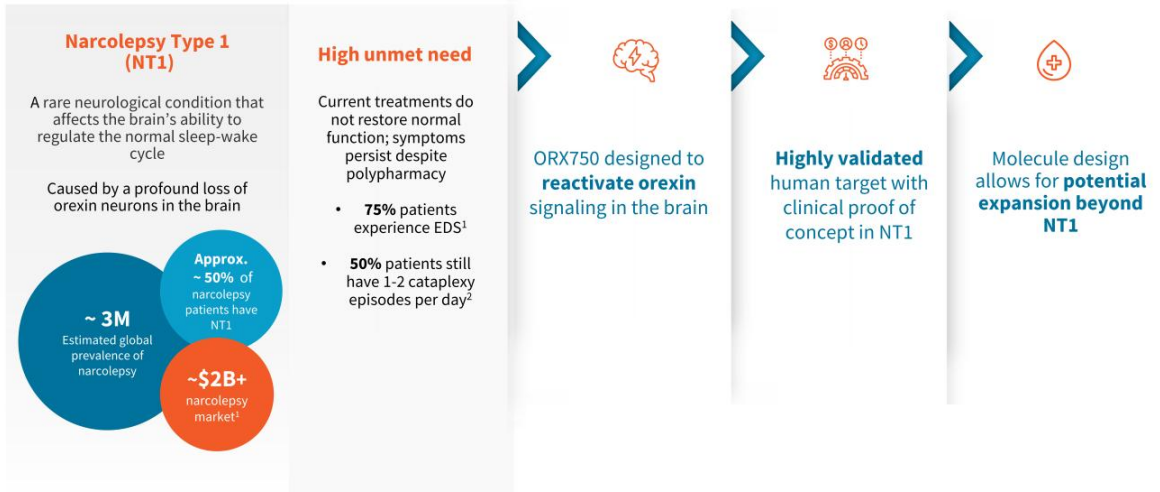 Narcolepsy Type 1
(NT1)
A rare neurological condition that
affects the brain's ability to
regulate the normal sleep-wake
cycle
Caused by a profound loss of
orexin neurons in the brain
~ 3M
Estimated global
prevalence of
narcolepsy
Approx.
~ 50% of
narcolepsy
patients have
NT1
~$2B+
narcolepsy
market¹
High unmet need
Current treatments do
not restore normal
function; symptoms
persist despite
polypharmacy
• 75% patients
experience EDS¹
• 50% patients still
have 1-2 cataplexy
episodes per day²
ORX750 designed to
reactivate orexin
signaling in the brain
Highly validated
human target with
clinical proof of
concept in NT1
Molecule design
allows for potential
expansion beyond
NT1